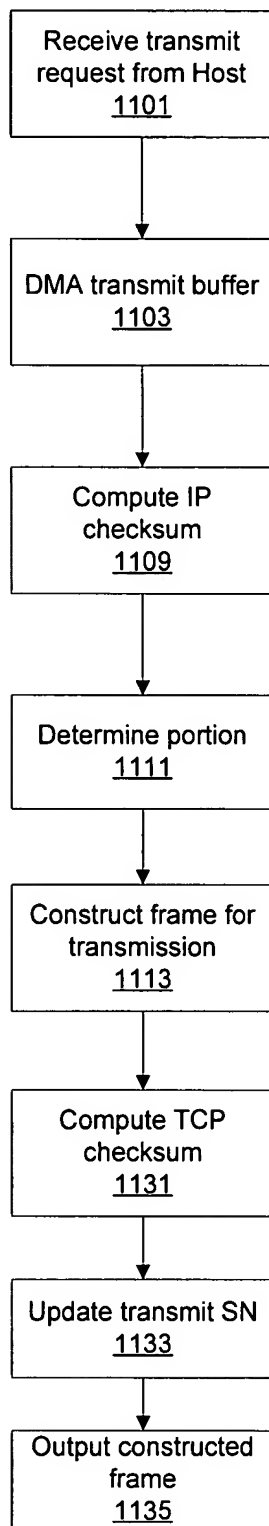 Receive transmit
request from Host
1101
DMA transmit buffer
1103
Compute IP
checksum
1109
Determine portion
1111
Construct frame for
transmission
1113
Compute TCP
checksum
1131
Update transmit SN
1133
Output constructed
frame
1135